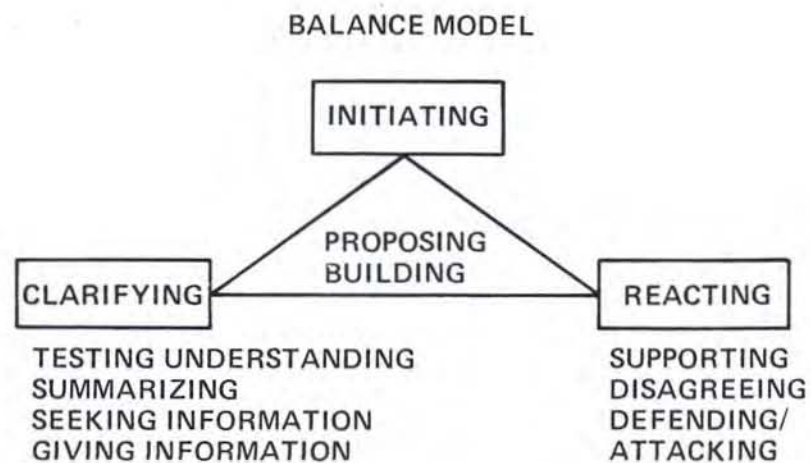 BALANCE MODEL
INITIATING
PROPOSING
BUILDING
CLARIFYING
REACTING
TESTING UNDERSTANDING
SUMMARIZING
SEEKING INFORMATION
GIVING INFORMATION
SUPPORTING
DISAGREEING
DEFENDING/
ATTACKING